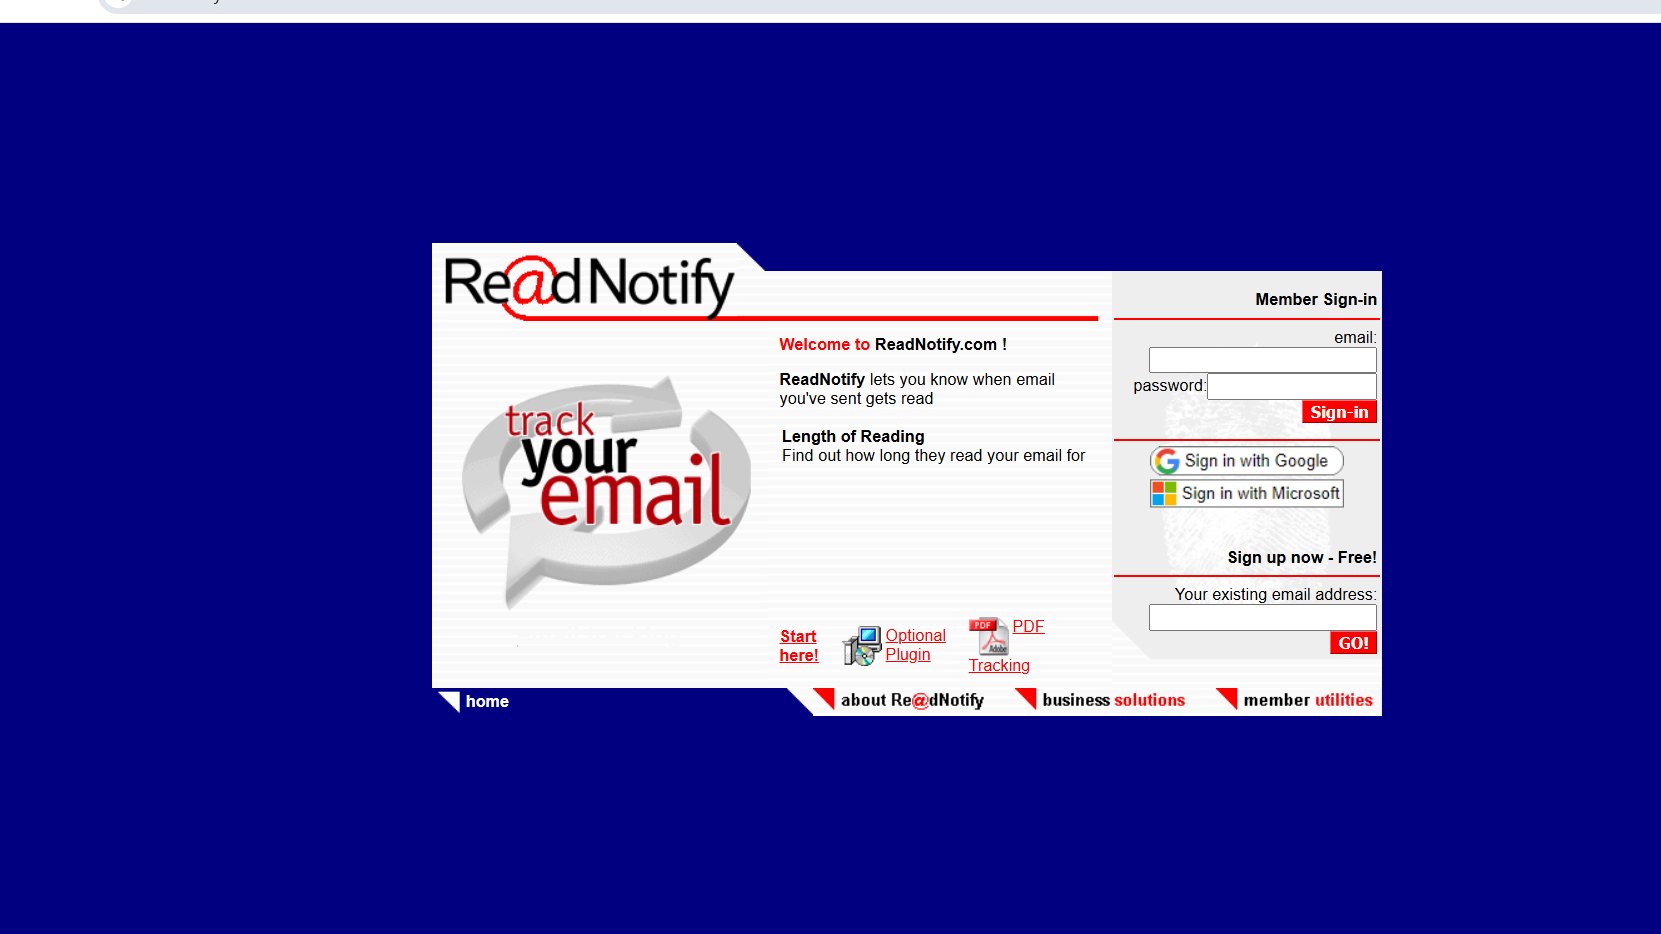 Re@dNotify
Welcome to ReadNotify.com !
ReadNotify lets you know when email
you've sent gets read
Length of Reading
Find out how long they read your email for
track
your
email
Start
here!
Optional
Plugin
PDF
Tracking
Member Sign-in
email:
password:
Sign-in
Sign in with Google
Sign in with Microsoft
Sign up now - Free!
Your existing email address:
GO!
home
about Re@dNotify
business solutions
member utilities